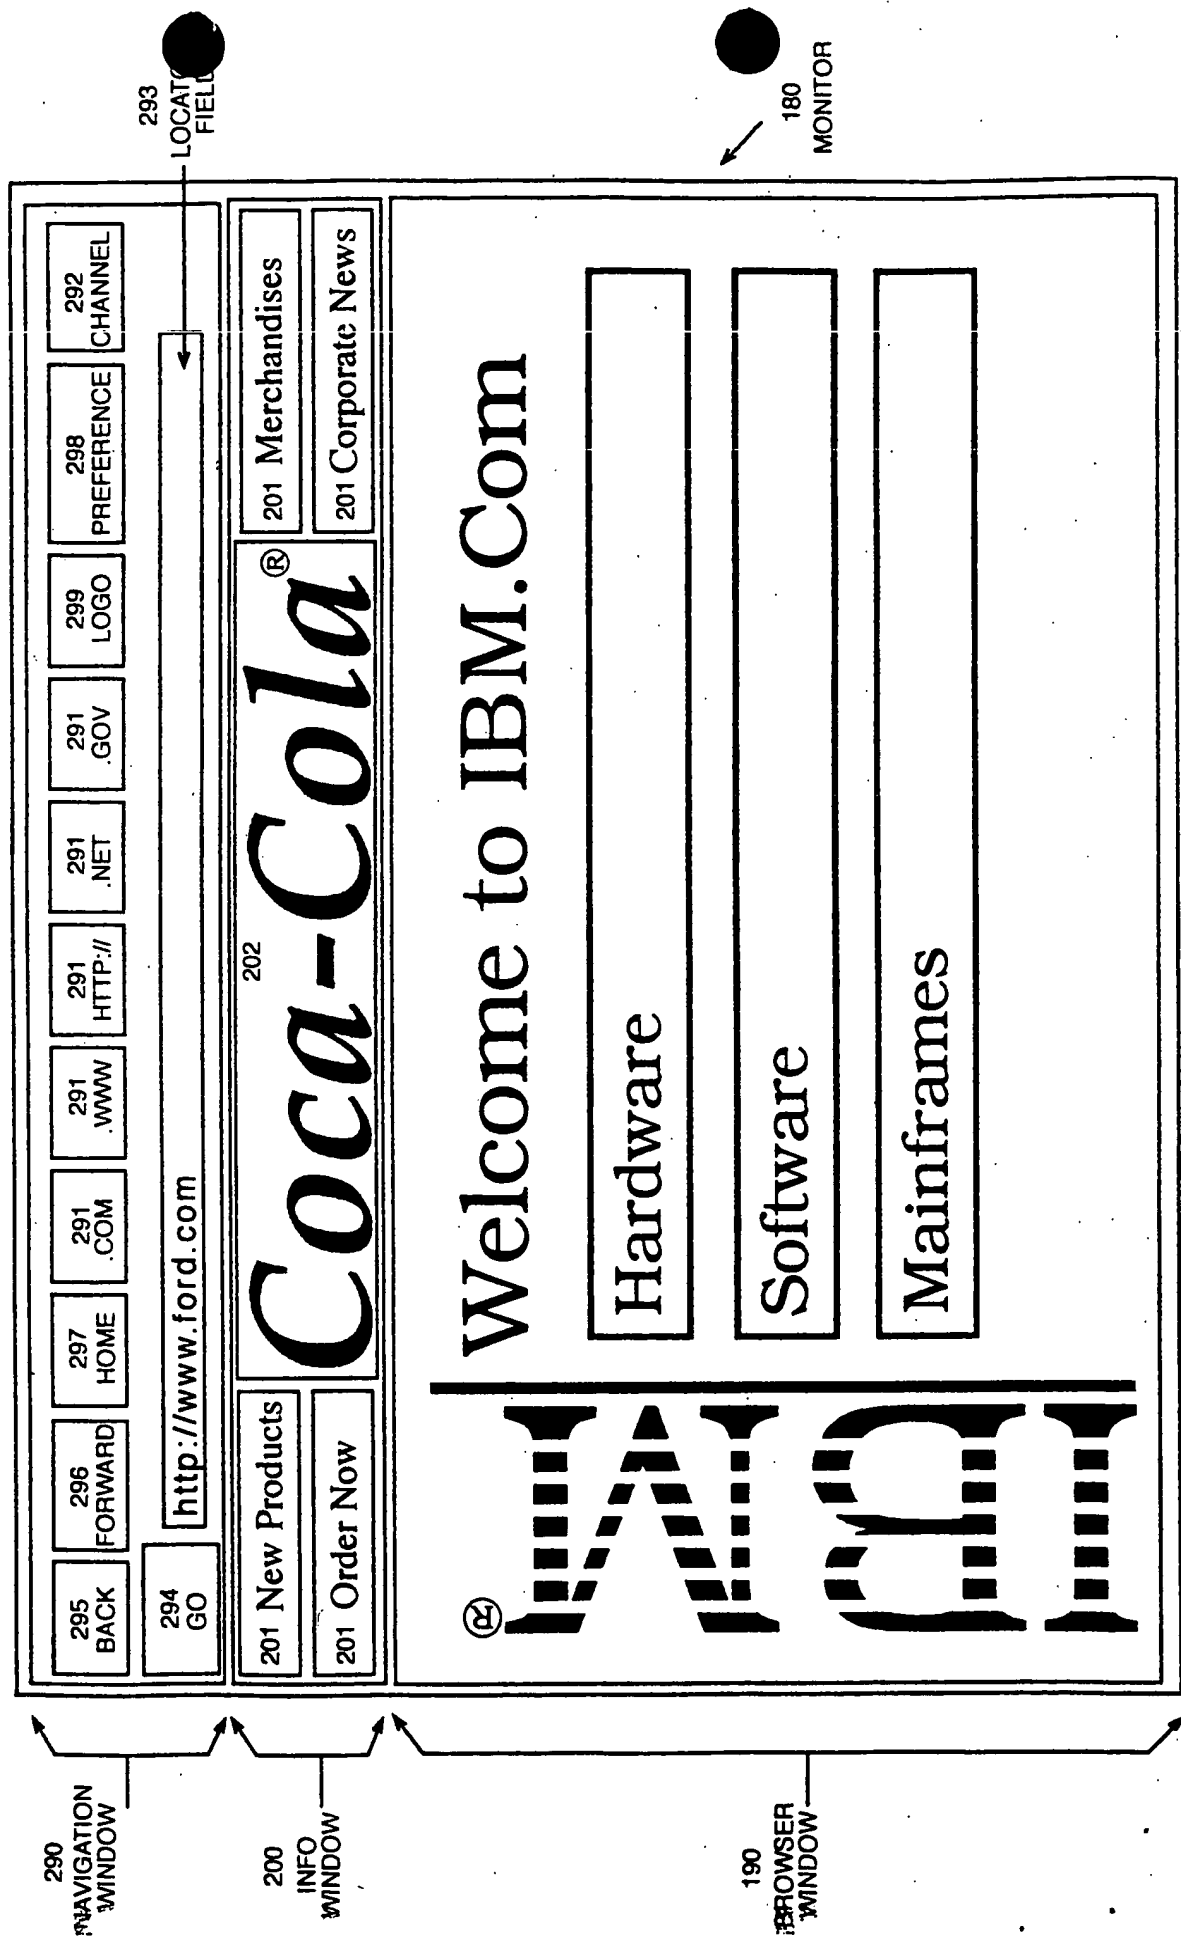 290
NAVIGATION
WINDOW
200
INFO
WINDOW
190
BROWSER
WINDOW
295
BACK
296
FORWARD
297
HOME
291
.COM
291
.WWW
291
HTTP://
291
.NET
291
.GOV
299
LOGO
298
PREFERENCE
292
CHANNEL
294
GO
http://www.ford.com
293
FIELD
201 New Products
201 Order Now
202
Coca-Cola®
201 Merchandises
201 Corporate News
IBM®
Welcome to IBM.Com
Hardware
Software
Mainframes
180
MONITOR